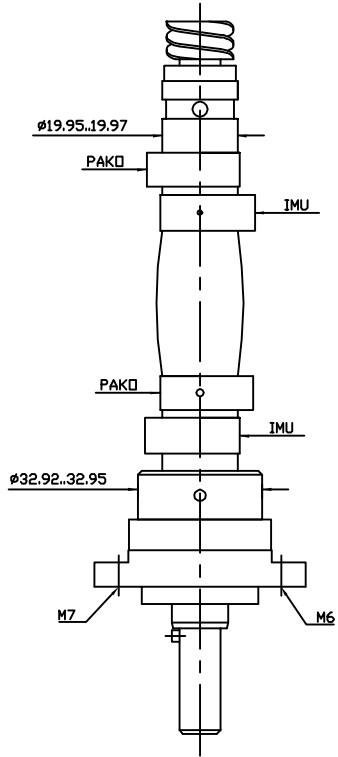 ø19.95..19.97
PAKO
IMU
PAKO
IMU
ø32.92..32.95
M7
M6